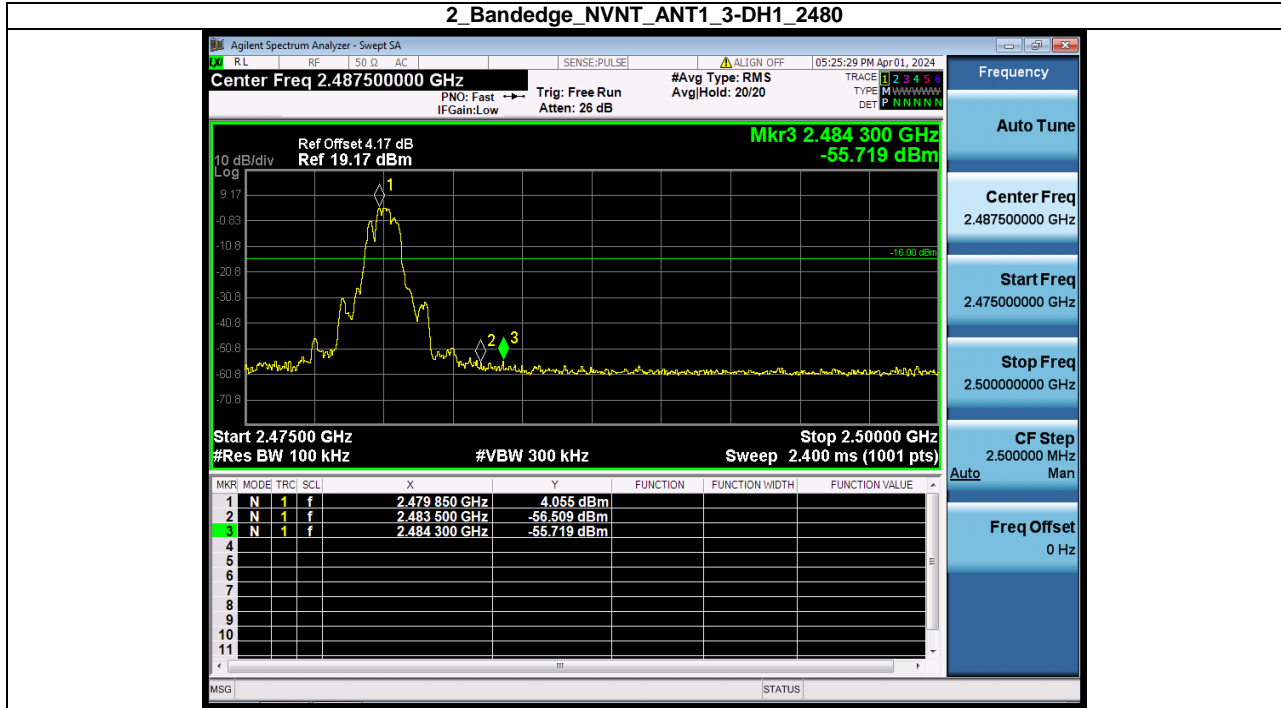 2_Bandedge_NVNT_ANT1_3-DH1_2480
Agilent Spectrum Analyzer - Swept SA
LXI RL RF 50 Ω AC SENSE:PULSE ALIGN OFF 05:25:29 PM Apr 01, 2024
Center Freq 2.487500000 GHz
PNO: Fast
IFGain:Low
Trig: Free Run
Atten: 26 dB
#Avg Type: RMS
Avg|Hold: 20/20
TRACE 1 2 3 4 5 6
TYPE M WWWWW
DET P N N N N N
Mkr3 2.484 300 GHz
-55.719 dBm
Ref Offset 4.17 dB
10 dB/div Ref 19.17 dBm
Log
1
9.17
-0.83
-10.8
-16.00 dBm
-20.8
-30.8
-40.8
2 3
-50.8
-60.8
-70.8
Start 2.47500 GHz Stop 2.50000 GHz
#Res BW 100 kHz #VBW 300 kHz Sweep 2.400 ms (1001 pts)
MKR MODE TRC SCL X Y FUNCTION FUNCTION WIDTH FUNCTION VALUE
1 N 1 f 2.479 850 GHz 4.055 dBm
2 N 1 f 2.483 500 GHz -56.509 dBm
3 N 1 f 2.484 300 GHz -55.719 dBm
4
5
6
7
8
9
10
11
MSG STATUS
Frequency
Auto Tune
Center Freq
2.487500000 GHz
Start Freq
2.475000000 GHz
Stop Freq
2.500000000 GHz
CF Step
2.500000 MHz
Auto Man
Freq Offset
0 Hz